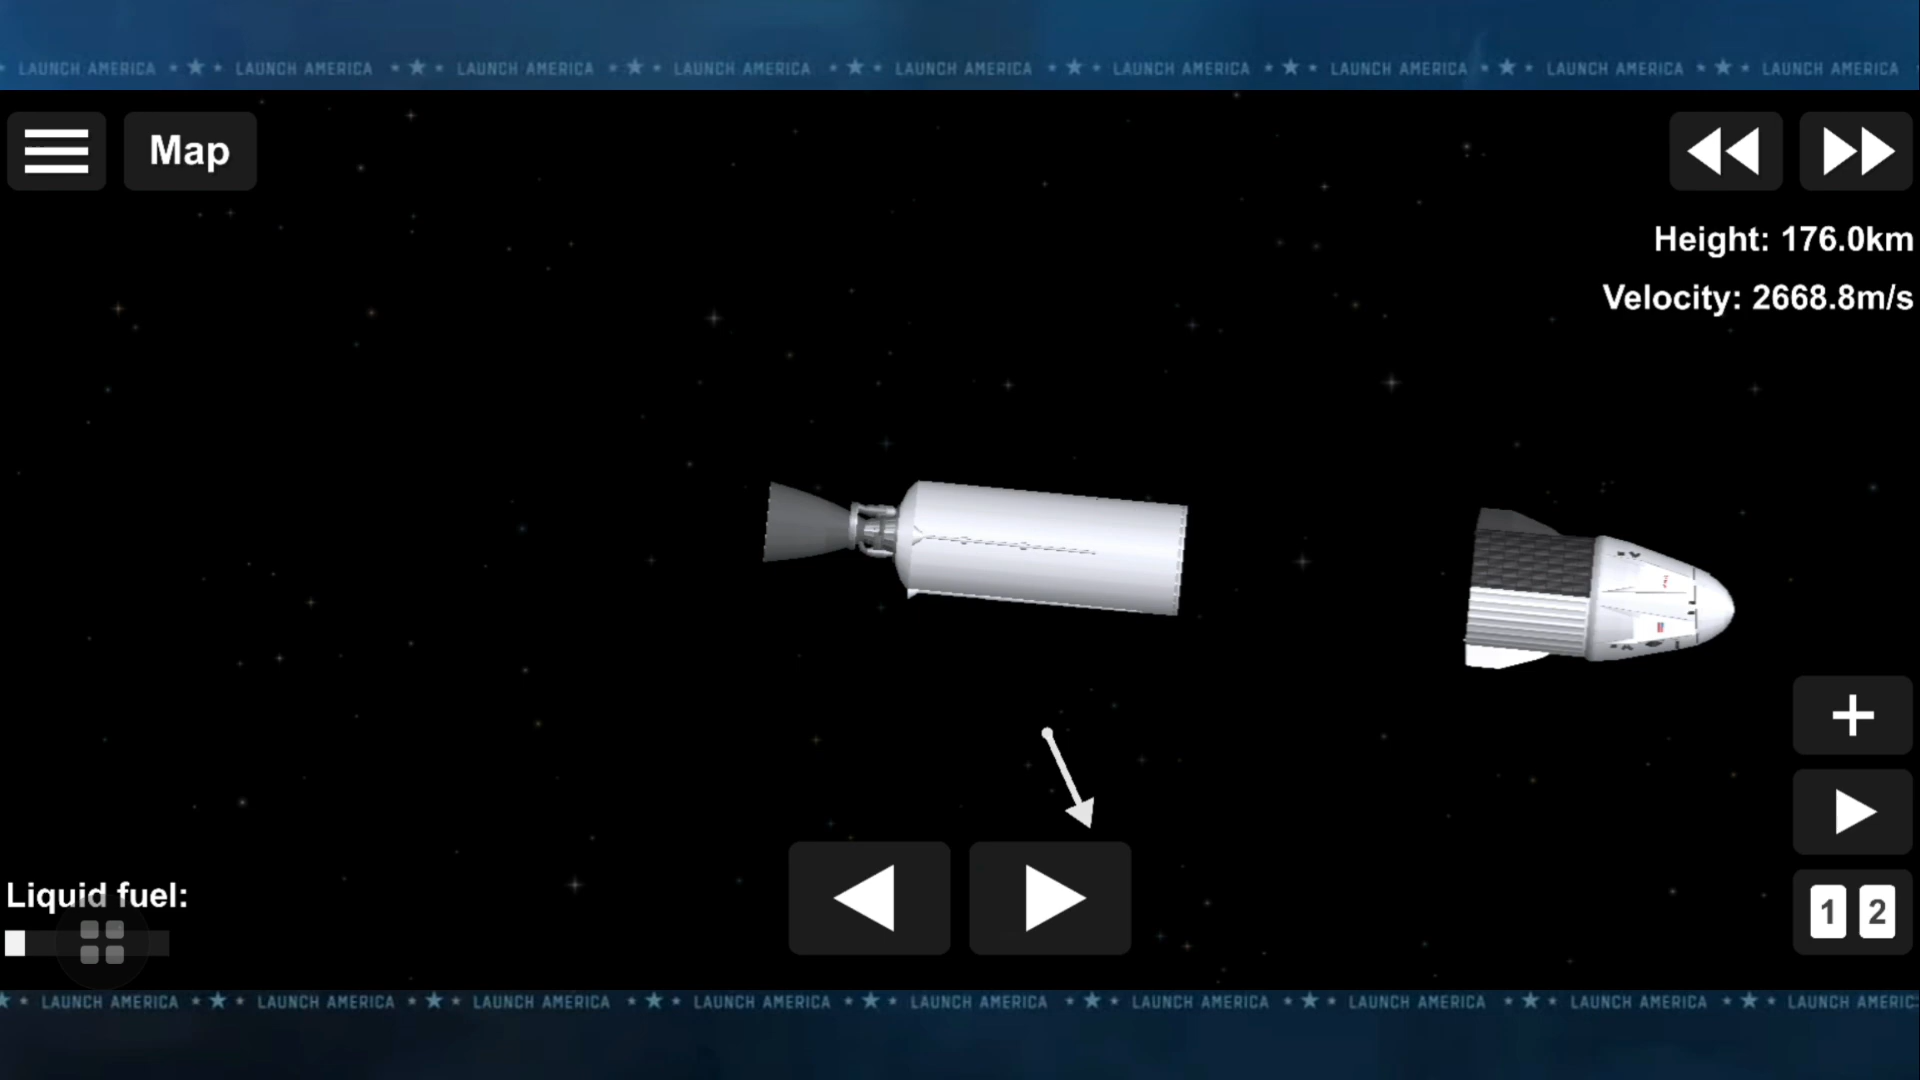 LAUNCH AMERICA LAUNCH AMERICA LAUNCH AMERICA LAUNCH AMERICA LAUNCH AMERICA LAUNCH AMERICA LAUNCH AMERICA LAUNCH AMERICA LAUNCH AMERICA
Map
Height: 176.0km
Velocity: 2668.8m/s
Liquid fuel:
1 2
LAUNCH AMERICA LAUNCH AMERICA LAUNCH AMERICA LAUNCH AMERICA LAUNCH AMERICA LAUNCH AMERICA LAUNCH AMERICA LAUNCH AMERICA LAUNCH AMERIC